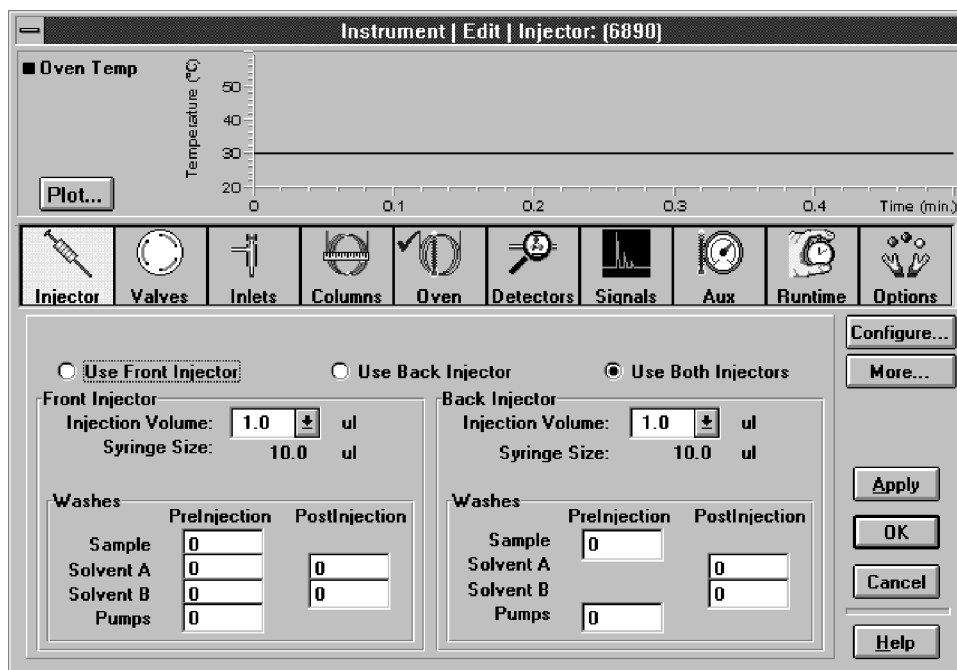 Instrument | Edit | Injector: (6890)
Oven Temp
Temperature (°C)
50
40
30
20
0 0.1 0.2 0.3 0.4 Time (min.)
Plot...
Injector Valves Inlets Columns Oven Detectors Signals Aux Runtime Options
Configure...
More...
Use Front Injector Use Back Injector Use Both Injectors
Front Injector
Injection Volume: 1.0 ul
Syringe Size: 10.0 ul
Washes
PreInjection PostInjection
Sample 0
Solvent A 0 0
Solvent B 0 0
Pumps 0
Back Injector
Injection Volume: 1.0 ul
Syringe Size: 10.0 ul
Washes
PreInjection PostInjection
Sample 0
Solvent A 0
Solvent B 0
Pumps 0
Apply
OK
Cancel
Help